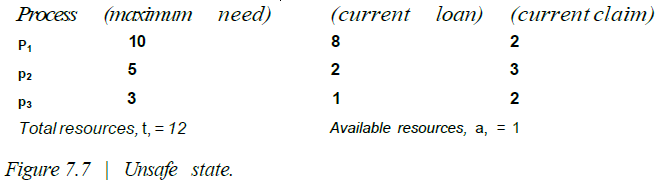 Process (maximum need) (current loan) (current claim)
P1 10 8 2
p2 5 2 3
p3 3 1 2
Total resources, t, = 12 Available resources, a, = 1
Figure 7.7 | Unsafe state.